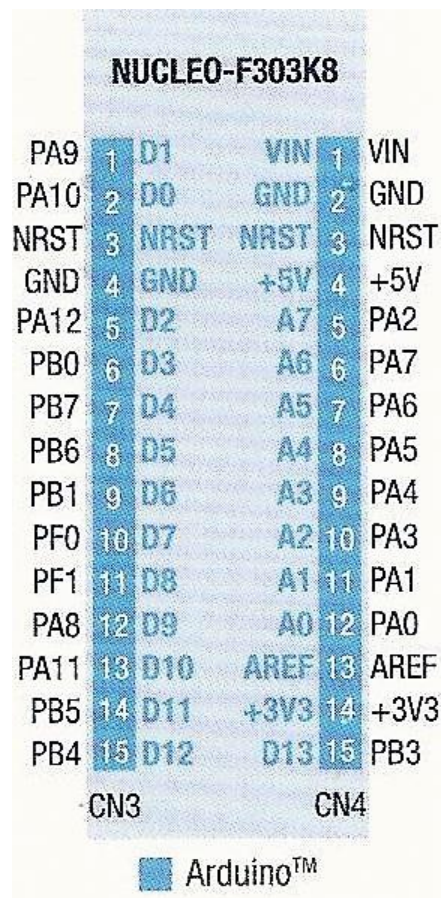 NUCLEO-F303K8
PA9 1 D1 VIN 1 VIN
PA10 2 D0 GND 2 GND
NRST 3 NRST NRST 3 NRST
GND 4 GND +5V 4 +5V
PA12 5 D2 A7 5 PA2
PB0 6 D3 A6 6 PA7
PB7 7 D4 A5 7 PA6
PB6 8 D5 A4 8 PA5
PB1 9 D6 A3 9 PA4
PF0 10 D7 A2 10 PA3
PF1 11 D8 A1 11 PA1
PA8 12 D9 A0 12 PA0
PA11 13 D10 AREF 13 AREF
PB5 14 D11 +3V3 14 +3V3
PB4 15 D12 D13 15 PB3
CN3 CN4
Arduino™